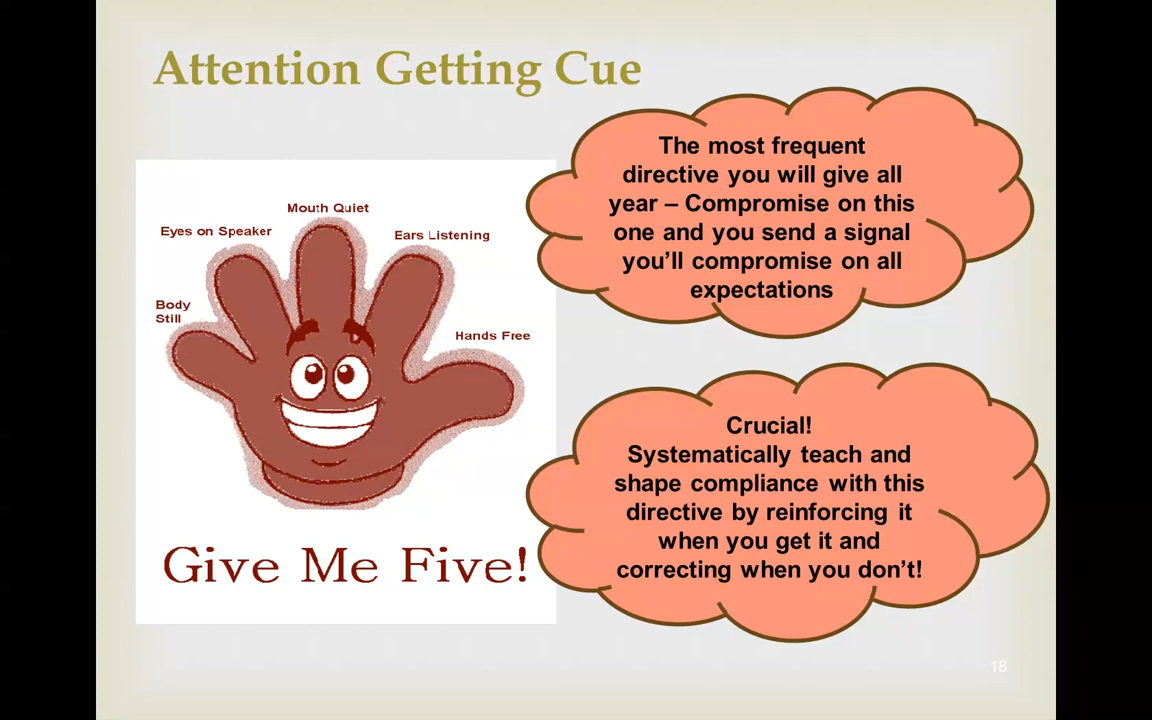 Attention Getting Cue
The most frequent
directive you will give all
year – Compromise on this
one and you send a signal
you'll compromise on all
expectations
Mouth Quiet
Eyes on Speaker
Ears Listening
Body
Still
Hands Free
Give Me Five!
Crucial!
Systematically teach and
shape compliance with this
directive by reinforcing it
when you get it and
correcting when you don't!
18